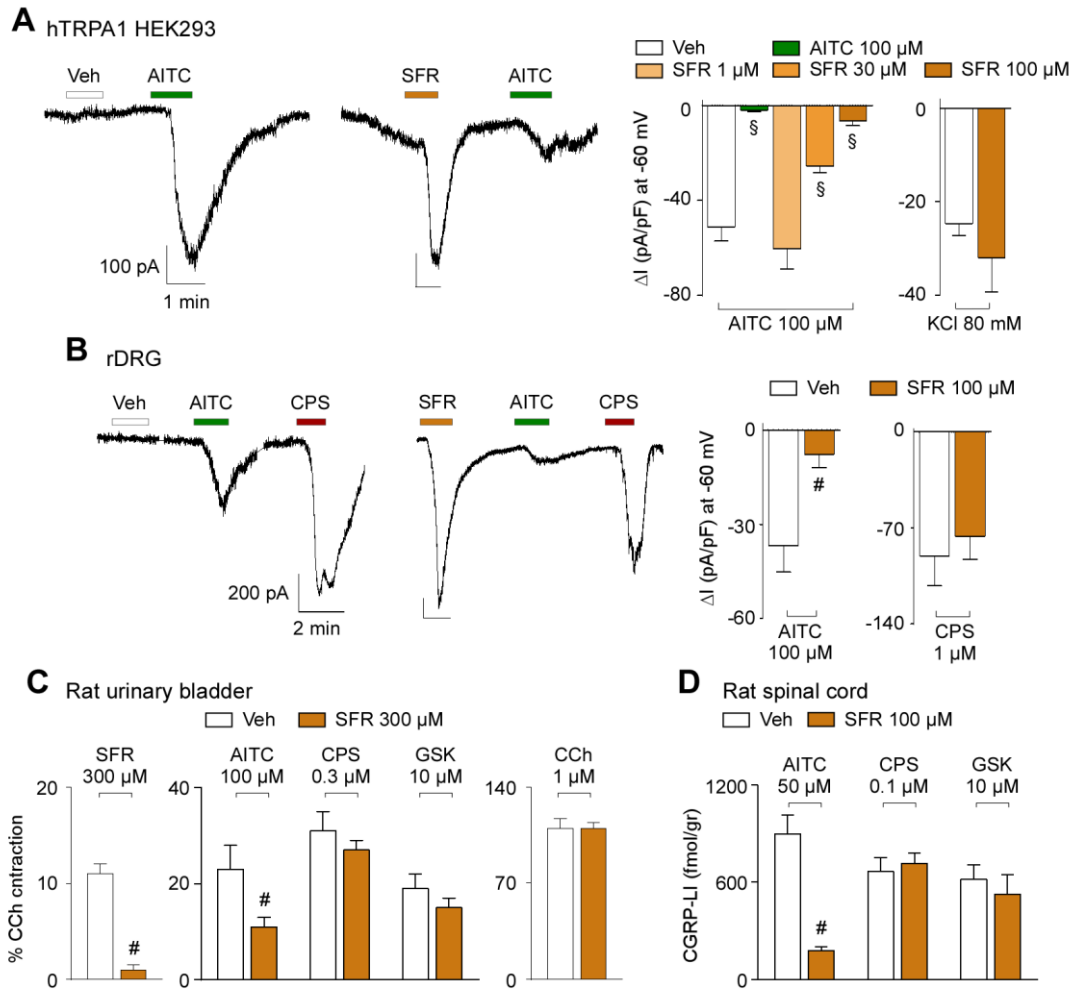 A hTRPA1 HEK293
Veh AITC SFR AITC
100 pA
1 min
Veh AITC 100 µM
SFR 1 µM SFR 30 µM SFR 100 µM
ΔI (pA/pF) at -60 mV
0
-40
-80
§ § §
AITC 100 µM
0
-20
-40
KCl 80 mM
B rDRG
Veh AITC CPS SFR AITC CPS
200 pA
2 min
Veh SFR 100 µM
ΔI (pA/pF) at -60 mV
0
-30
-60
#
AITC
100 µM
0
-70
-140
CPS
1 µM
C Rat urinary bladder
Veh SFR 300 µM
% CCh cntraction
SFR
300 µM
20
10
0
#
AITC
100 µM
CPS
0.3 µM
GSK
10 µM
40
20
0
#
CCh
1 µM
140
70
0
D Rat spinal cord
Veh SFR 100 µM
CGRP-LI (fmol/gr)
AITC
50 µM
CPS
0.1 µM
GSK
10 µM
1200
600
0
#